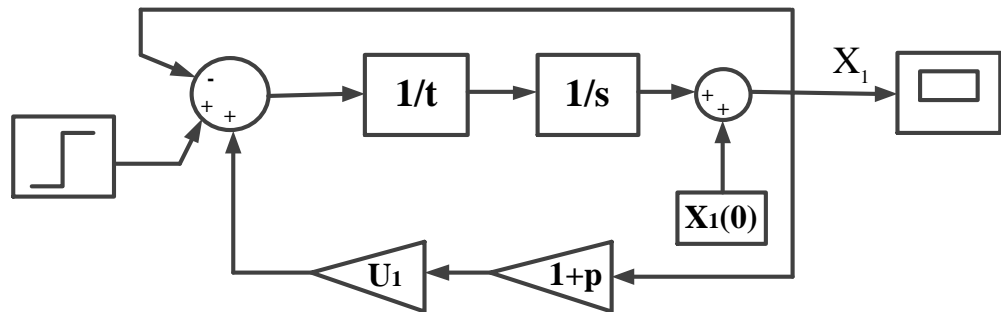 X₁
-
+
+
1/t
1/s
+
+
X₁(0)
U₁
1+p